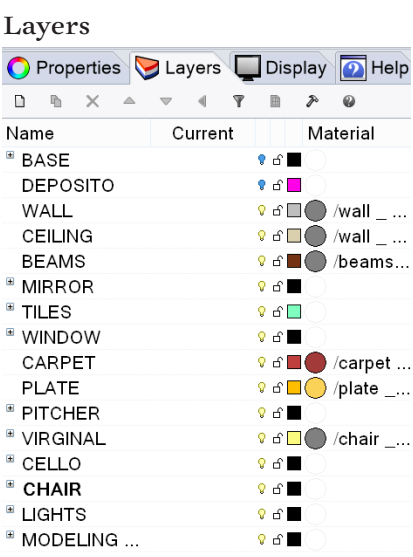 Layers
Properties Layers Display Help
Name Current Material
BASE
DEPOSITO
WALL /wall _ ...
CEILING /wall _ ...
BEAMS /beams...
MIRROR
TILES
WINDOW
CARPET /carpet ...
PLATE /plate _...
PITCHER
VIRGINAL /chair _...
CELLO
CHAIR
LIGHTS
MODELING ...